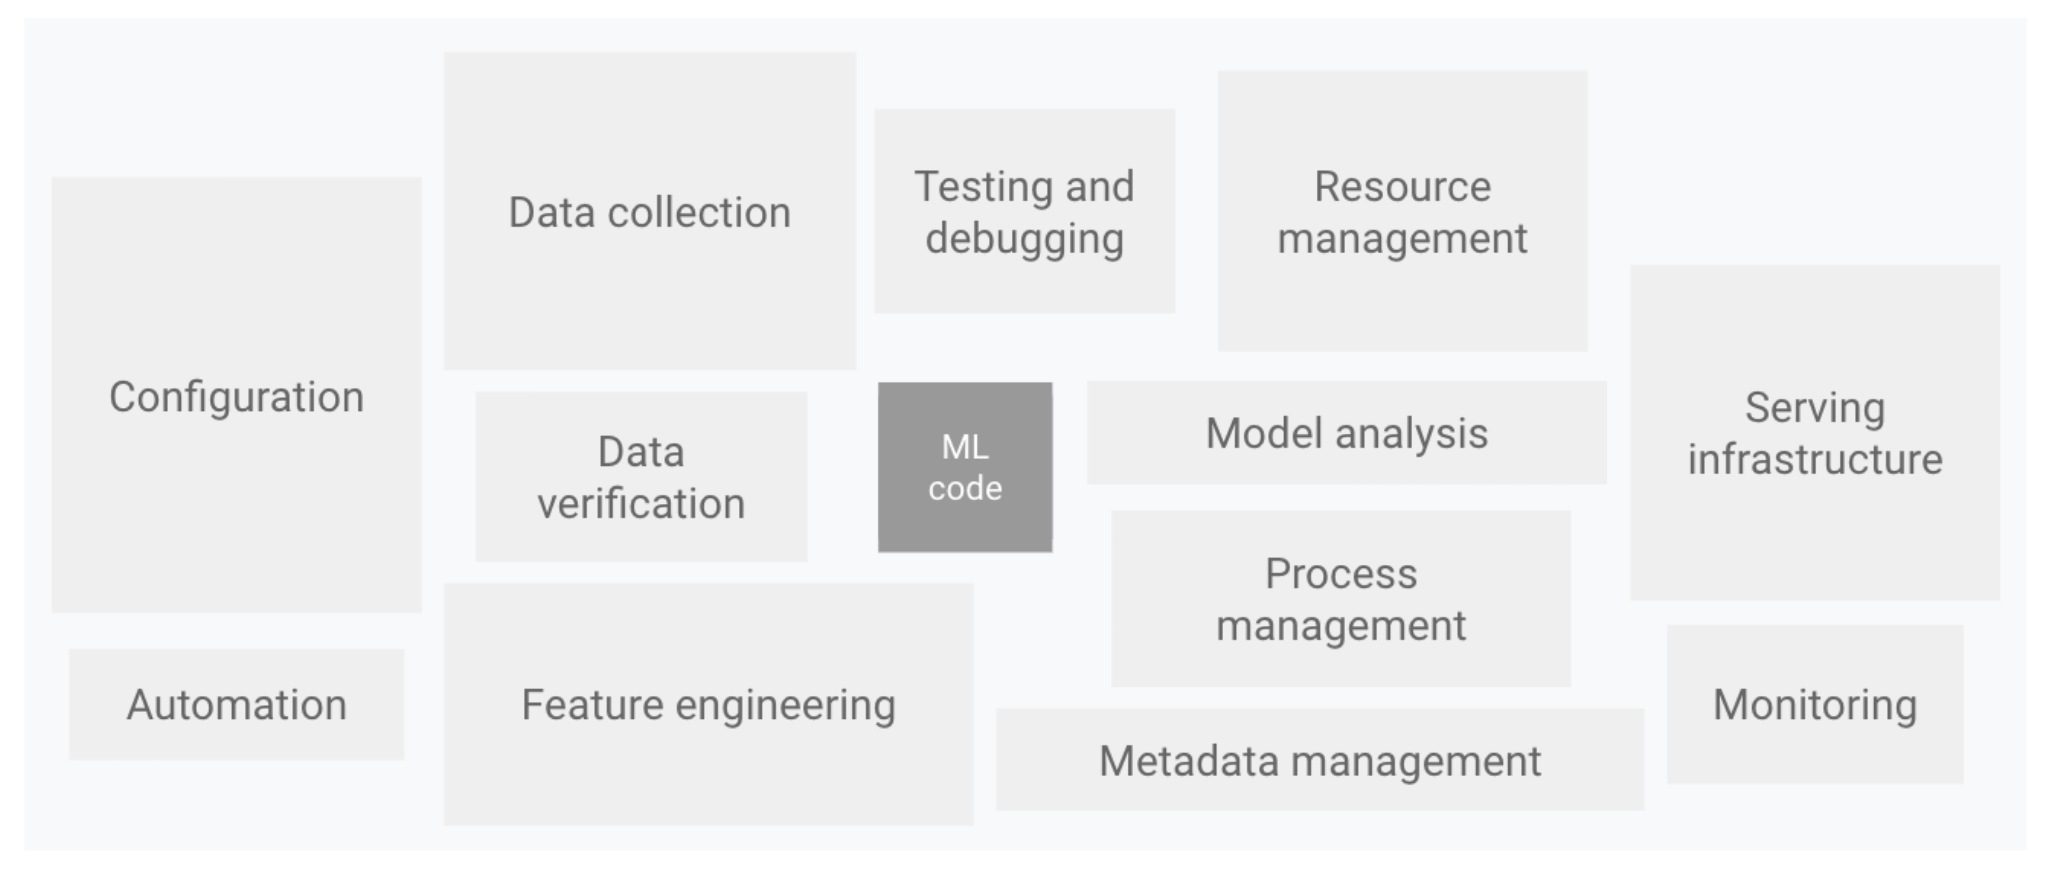 Data collection
Testing and
debugging
Resource
management
Configuration
Data
verification
ML
code
Model analysis
Serving
infrastructure
Process
management
Automation
Feature engineering
Metadata management
Monitoring